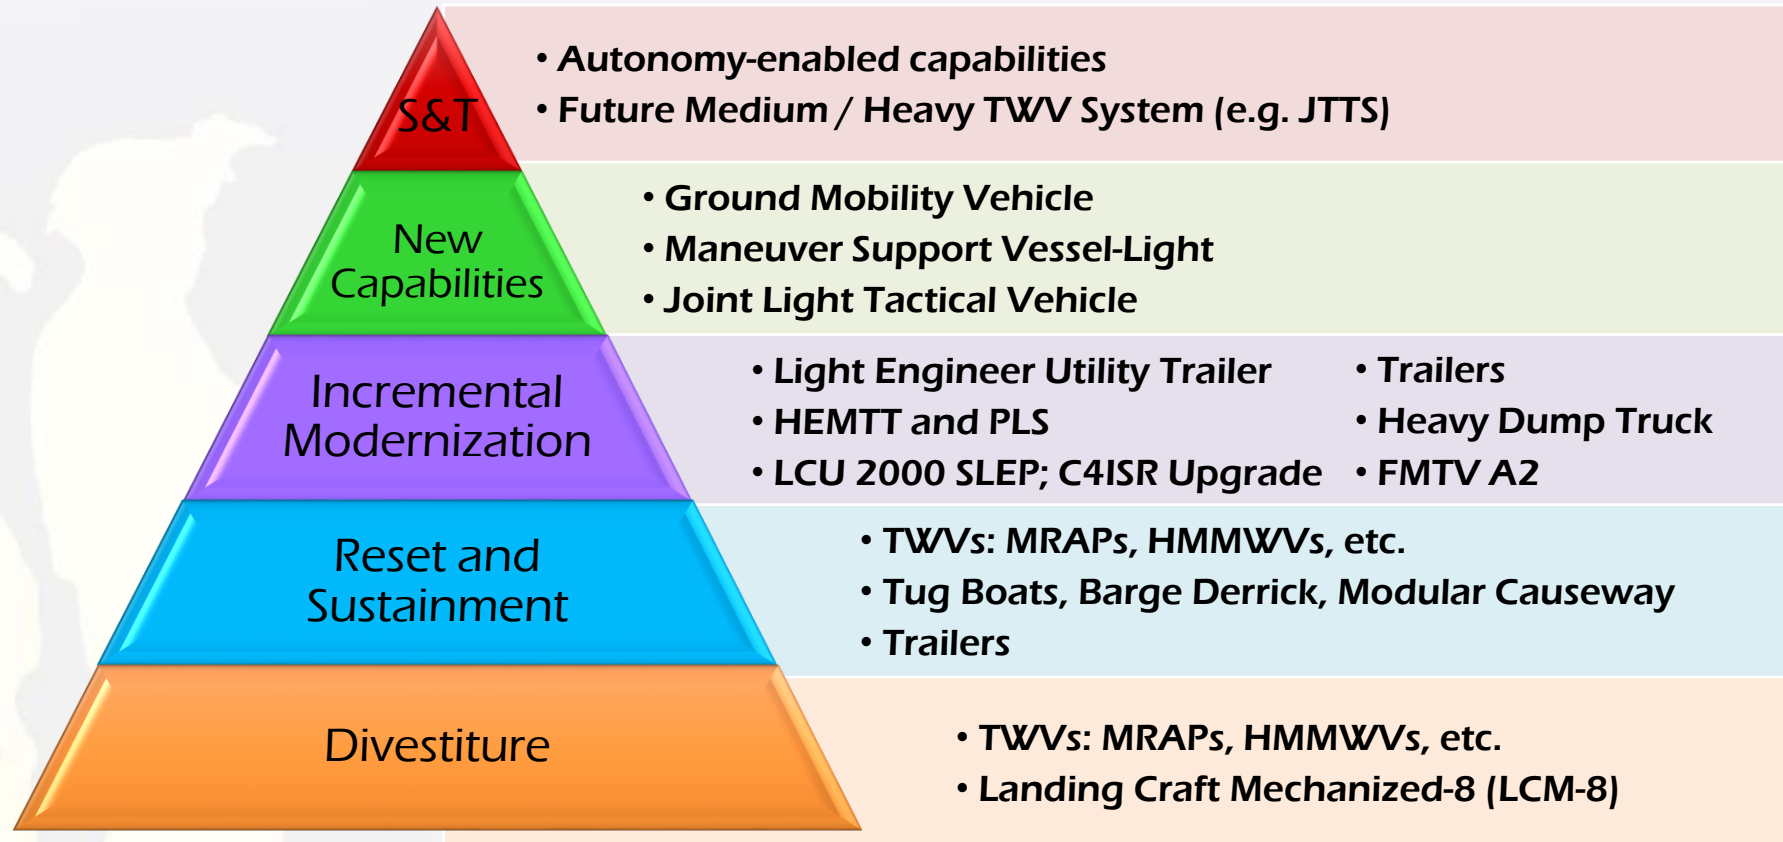 S&T
• Autonomy-enabled capabilities
• Future Medium / Heavy TWV System (e.g. JTTS)
New
Capabilities
• Ground Mobility Vehicle
• Maneuver Support Vessel-Light
• Joint Light Tactical Vehicle
Incremental
Modernization
• Light Engineer Utility Trailer
• HEMTT and PLS
• LCU 2000 SLEP; C4ISR Upgrade
• Trailers
• Heavy Dump Truck
• FMTV A2
Reset and
Sustainment
• TWVs: MRAPs, HMMWVs, etc.
• Tug Boats, Barge Derrick, Modular Causeway
• Trailers
Divestiture
• TWVs: MRAPs, HMMWVs, etc.
• Landing Craft Mechanized-8 (LCM-8)